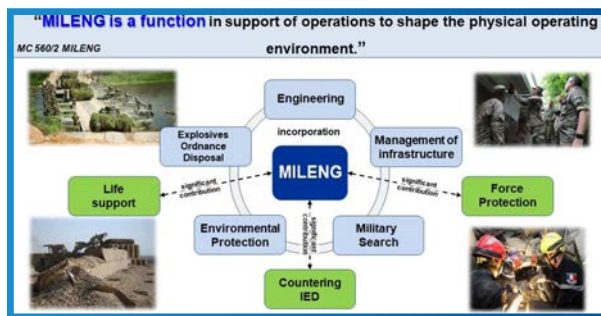 “MILENG is a function in support of operations to shape the physical operating
environment.”
MC 560/2 MILENG
Engineering
incorporation
Explosives
Ordnance
Disposal
Management of
infrastructure
MILENG
significant
contribution
significant
contribution
Life
support
Force
Protection
significant
contribution
Environmental
Protection
Military
Search
Countering
IED